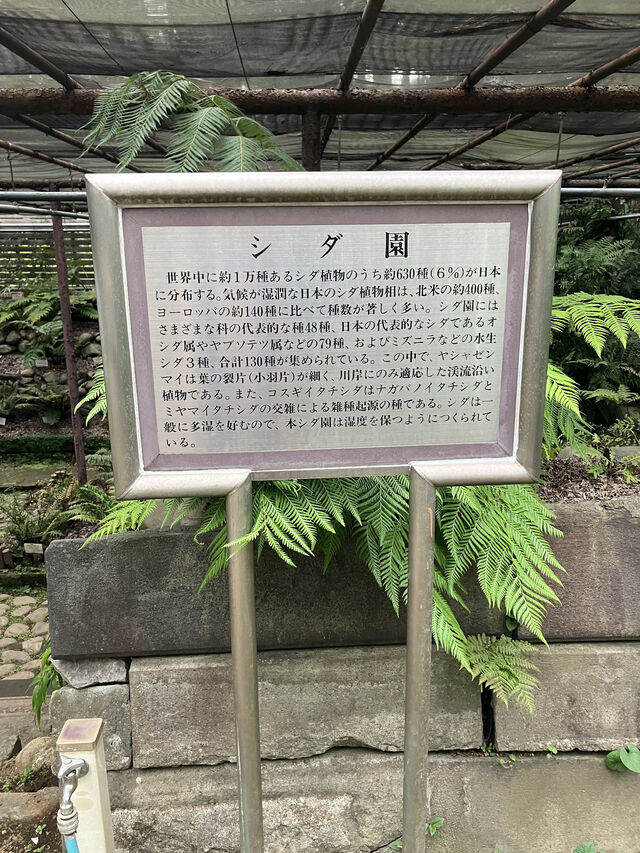 シダ園
世界中に約1万種あるシダ植物のうち約630種(6%)が日本
に分布する。気候が湿潤な日本のシダ植物相は、北米の約400種、
ヨーロッパの約140種に比べて種数が著しく多い。シダ園には
さまざまな科の代表的な種48種、日本の代表的なシダであるオ
シダ属やヤブソテツ属などの79種、およびミズニラなどの水生
シダ3種、合計130種が集められている。この中で、ヤシャゼン
マイは葉の裂片(小羽片)が細く、川岸にのみ適応した渓流沿い
植物である。また、コスギイタチシダはナガバノイタチシダと
ミヤマイタチシダの交雑による雑種起源の種である。シダは一
般に多湿を好むので、本シダ園は湿度を保つようにつくられて
いる。